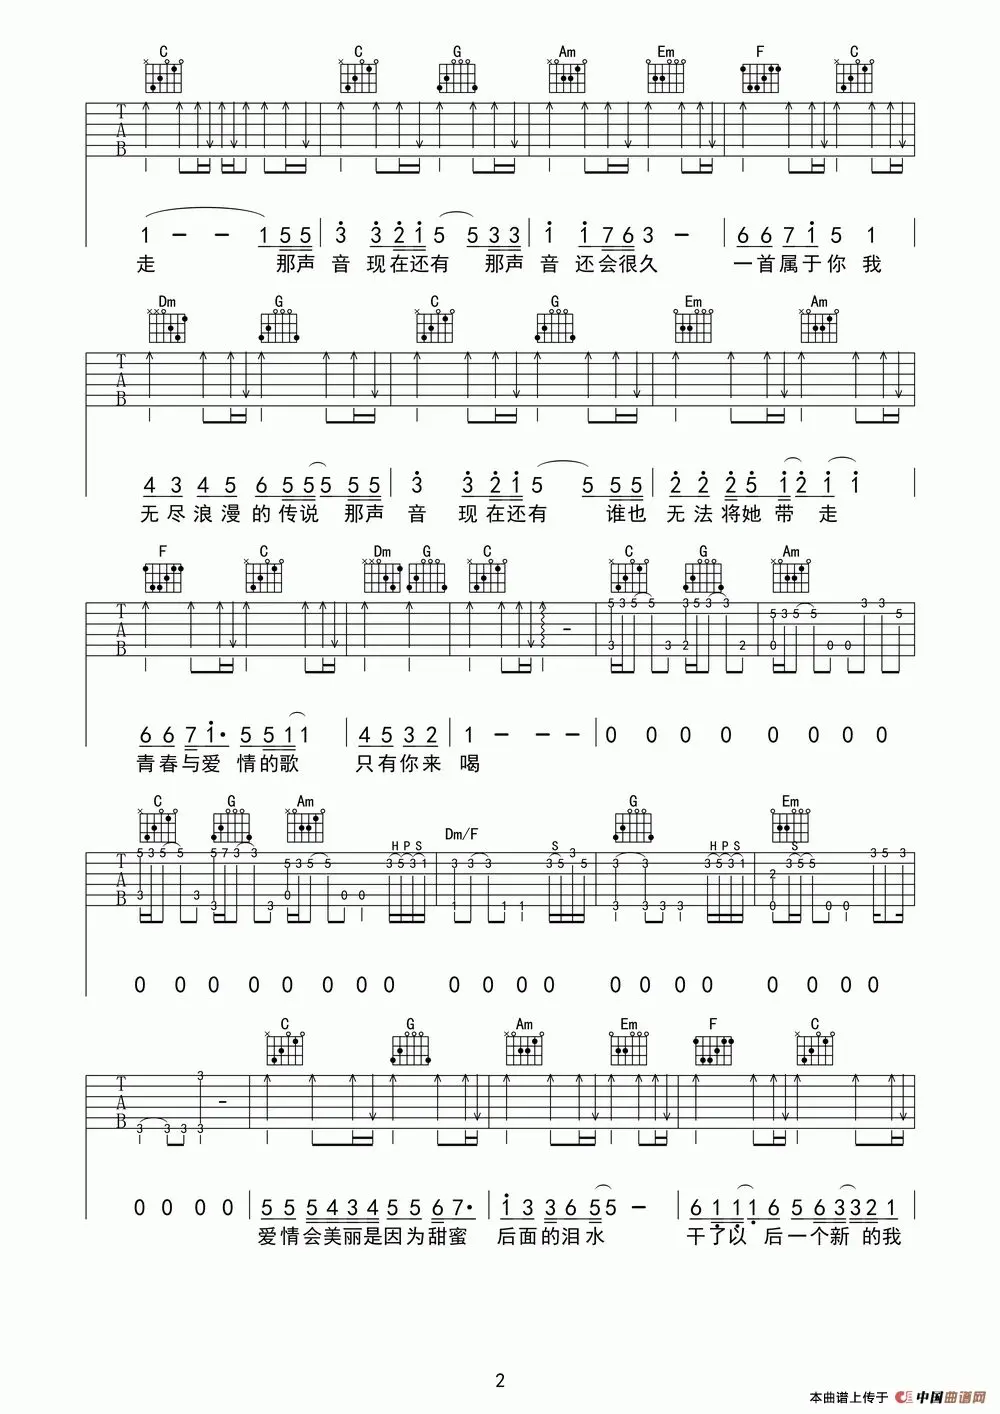 C C G Am Em F C
T
A
B
1 - - 1 5 5 3 3 2 1 5 5 3 3 1 1 7 6 3 - 6 6 7 1 5 1
走 那声 音 现在还有 那声 音 还会很久 一首属于你 我
Dm G C G Em Am
T
A
B
4 3 4 5 6 5 5 5 5 5 3 3 2 1 5 5 5 5 2 2 2 5 1 2 1 1
无尽浪漫的传说 那声 音 现在还有 谁也 无法将她带 走
F C Dm G C C G Am
T
A
B
6 6 7 1· 5 5 1 1 4 5 3 2 1 - - - 0 0 0 0 0 0 0 0
青春与爱 情的歌 只有你来 喝
C G Am Dm/F G Em
H P S S H P S S
T
A
B
0 0 0 0 0 0 0 0 0 0 0 0 0 0 0 0 0 0 0 0
C G Am Em F C
T
A
B
0 0 0 0 5 5 5 4 3 4 5 5 6 7· 1 3 3 6 5 5 - 6 1 1 1 6 5 6 3 3 2 1
爱情会美丽是因为甜蜜 后面的泪水 干了以 后一个新 的我
2
本曲谱上传于 中国曲谱网